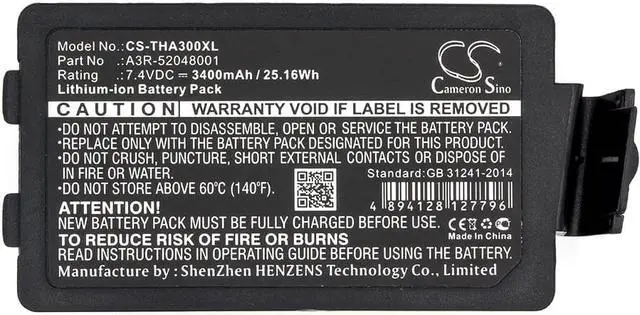 Model No.:CS-THA300XL
Part No :A3R-52048001
Rating :7.4VDC 3400mAh / 25.16Wh
Lithium-ion Battery Pack
CS
Cameron Sino
CAUTION WARRANTY VOID IF LABEL IS REMOVED
•DO NOT ATTEMPT TO DISASSEMBLE, OPEN OR SERVICE THE BATTERY PACK.
•REPLACE ONLY WITH THE BATTERY PACK DESIGNATED FOR THIS PRODUCT.
•DO NOT CRUSH, PUNCTURE, SHORT EXTERNAL CONTACTS OR DISPOSE OF
IN FIRE OR WATER.
•DO NOT STORE ABOVE 60℃ (140℉).
Standard:GB 31241-2014
4 894128 127796
ATTENTION!
NEW BATTERY PACK MUST BE FULLY CHARGED BEFORE USE
TO REDUCE RISK OF FIRE OR BURNS
READ INSTRUCTIONS IN OPERATING GUIDE BEFORE USING THE BATTERY.
Manufacture by : ShenZhen HENZENS Technology Co., Limited.
CE
Made In China